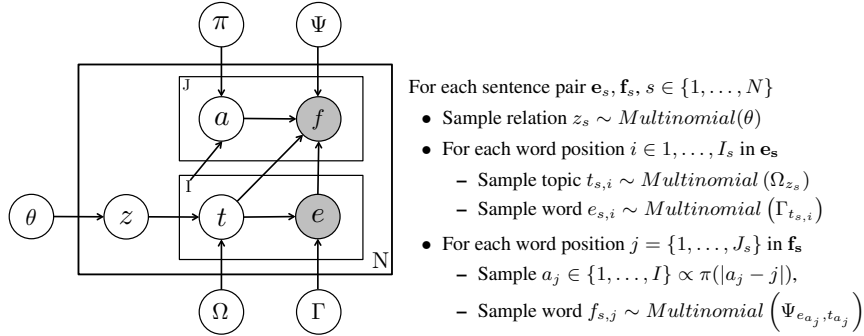 π
Ψ
J
a
f
I
θ
z
t
e
N
Ω
Γ
For each sentence pair e_s, f_s, s ∈ {1, . . . , N}
• Sample relation z_s ∼ Multinomial(θ)
• For each word position i ∈ 1, . . . , I_s in e_s
– Sample topic t_{s,i} ∼ Multinomial (Ω_{z_s})
– Sample word e_{s,i} ∼ Multinomial (Γ_{t_{s,i}})
• For each word position j = {1, . . . , J_s} in f_s
– Sample a_j ∈ {1, . . . , I} ∝ π(|a_j − j|),
– Sample word f_{s,j} ∼ Multinomial (Ψ_{e_{a_j}, t_{a_j}})